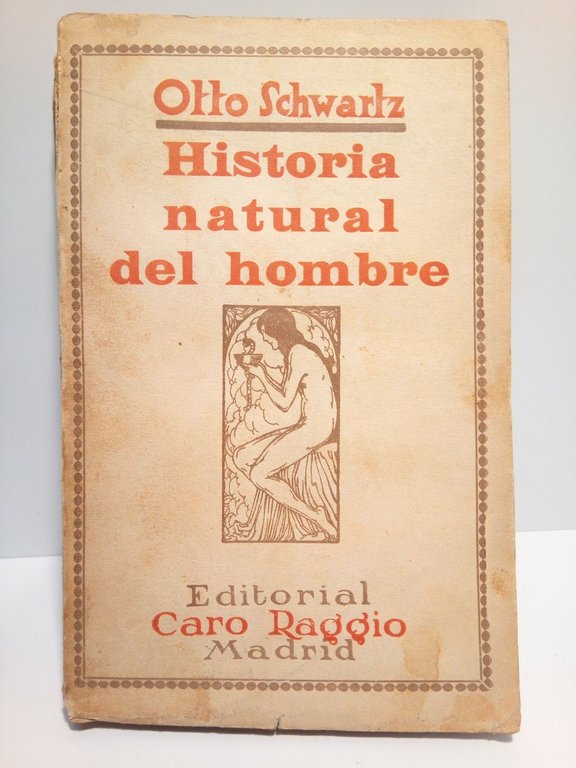 Otto Schwartz
Historia
natural
del hombre
Editorial
Caro Raggio
Madrid